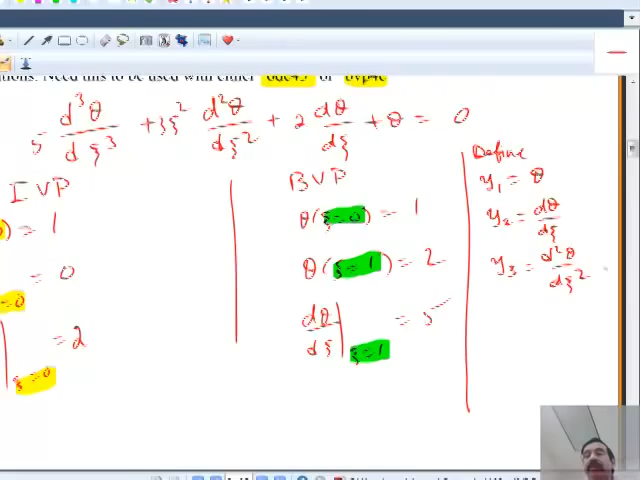 ations. Need this to be used with either "ode45" or "bvp4c"
5 d³θ/dξ³ + 3ξ² d²θ/dξ² + 2 dθ/dξ + θ = 0
IVP
) = 1
= 0
= 0
= 2
ξ = 0
BVP
θ(ξ = 0) = 1
θ(ξ = 1) = 2
dθ/dξ | ξ = 1 = 5
Define
y₁ = θ
y₂ = dθ/dξ
y₃ = d²θ/dξ²